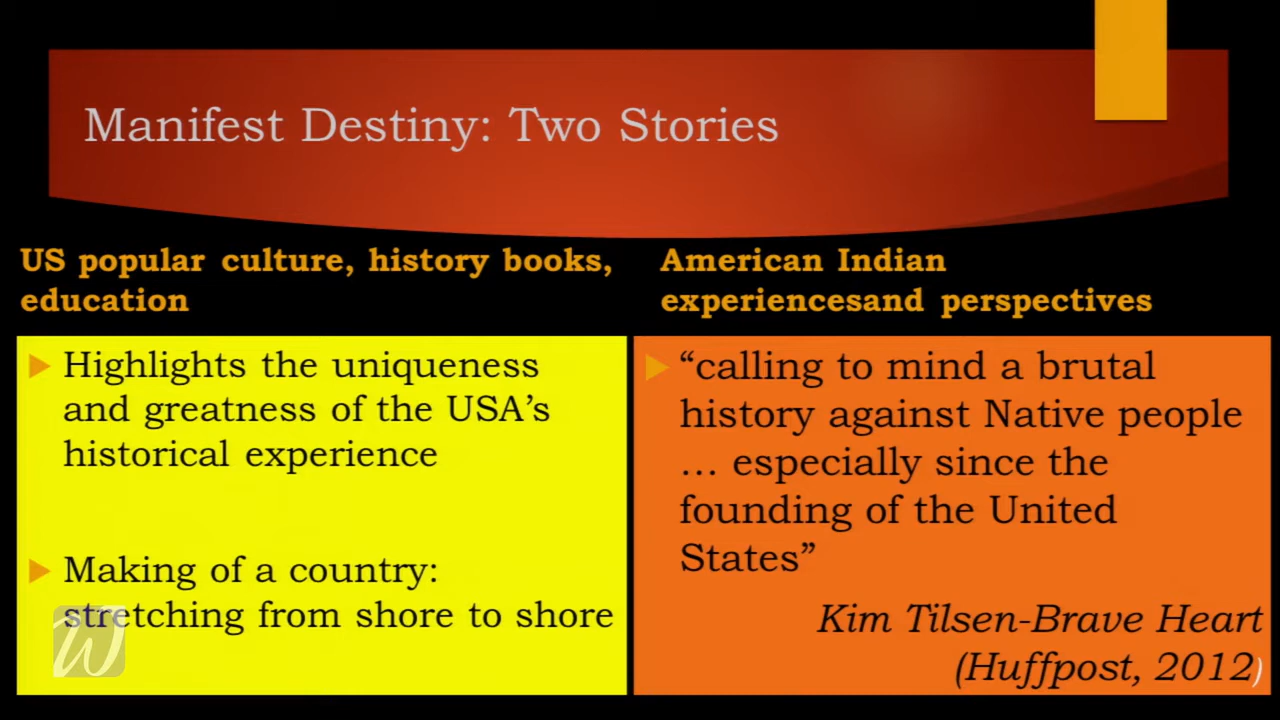 Manifest Destiny: Two Stories
US popular culture, history books,
education
Highlights the uniqueness
and greatness of the USA’s
historical experience
Making of a country:
stretching from shore to shore
W
American Indian
experiencesand perspectives
“calling to mind a brutal
history against Native people
… especially since the
founding of the United
States”
Kim Tilsen-Brave Heart
(Huffpost, 2012)